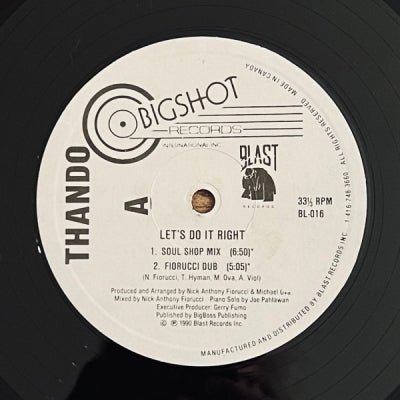 BIGSHOT
RECORDS
INTERNATIONAL INC.
THANDO
A
BLAST
RECORDS
33⅓ RPM
BL-016
MADE IN CANADA
LET'S DO IT RIGHT
1. SOUL SHOP MIX (6:50)*
2. FIORUCCI DUB (5:05)*
(N. Fiorucci, T. Hyman, M. Ova, A. Viol)
Produced and Arranged by Nick Anthony Fiorucci & Michael Ova
Mixed by Nick Anthony Fiorucci Piano Solo by Joe Pahlawan
Executive Producer: Gerry Fumo
Published by BigBoss Publishing
Ⓟ © 1990 Blast Records Inc.
MANUFACTURED AND DISTRIBUTED BY BLAST RECORDS INC. 1.416.746.3660. ALL RIGHTS RESERVED